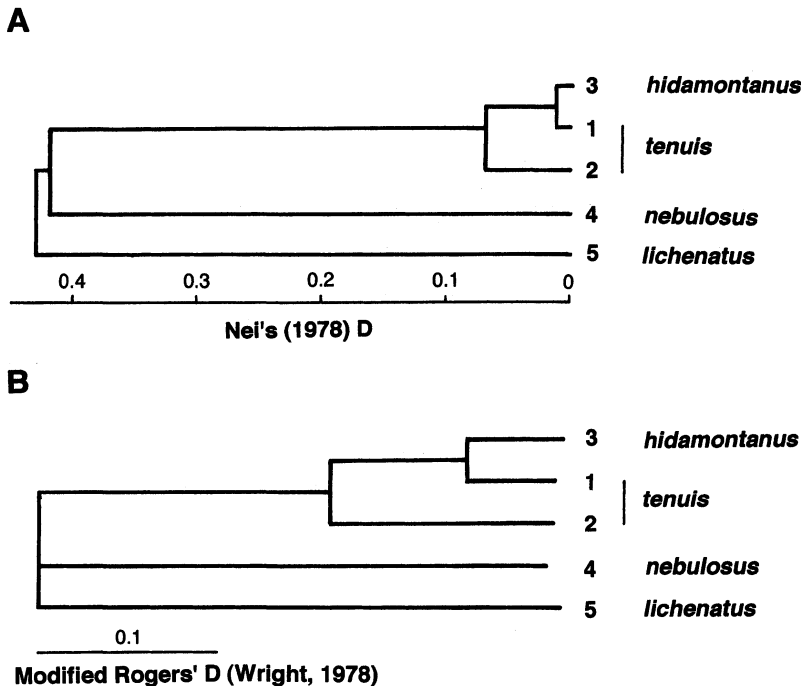 A
3 hidamontanus
1
tenuis
2
4 nebulosus
5 lichenatus
0.4 0.3 0.2 0.1 0
Nei's (1978) D
B
3 hidamontanus
1
tenuis
2
4 nebulosus
5 lichenatus
0.1
Modified Rogers' D (Wright, 1978)